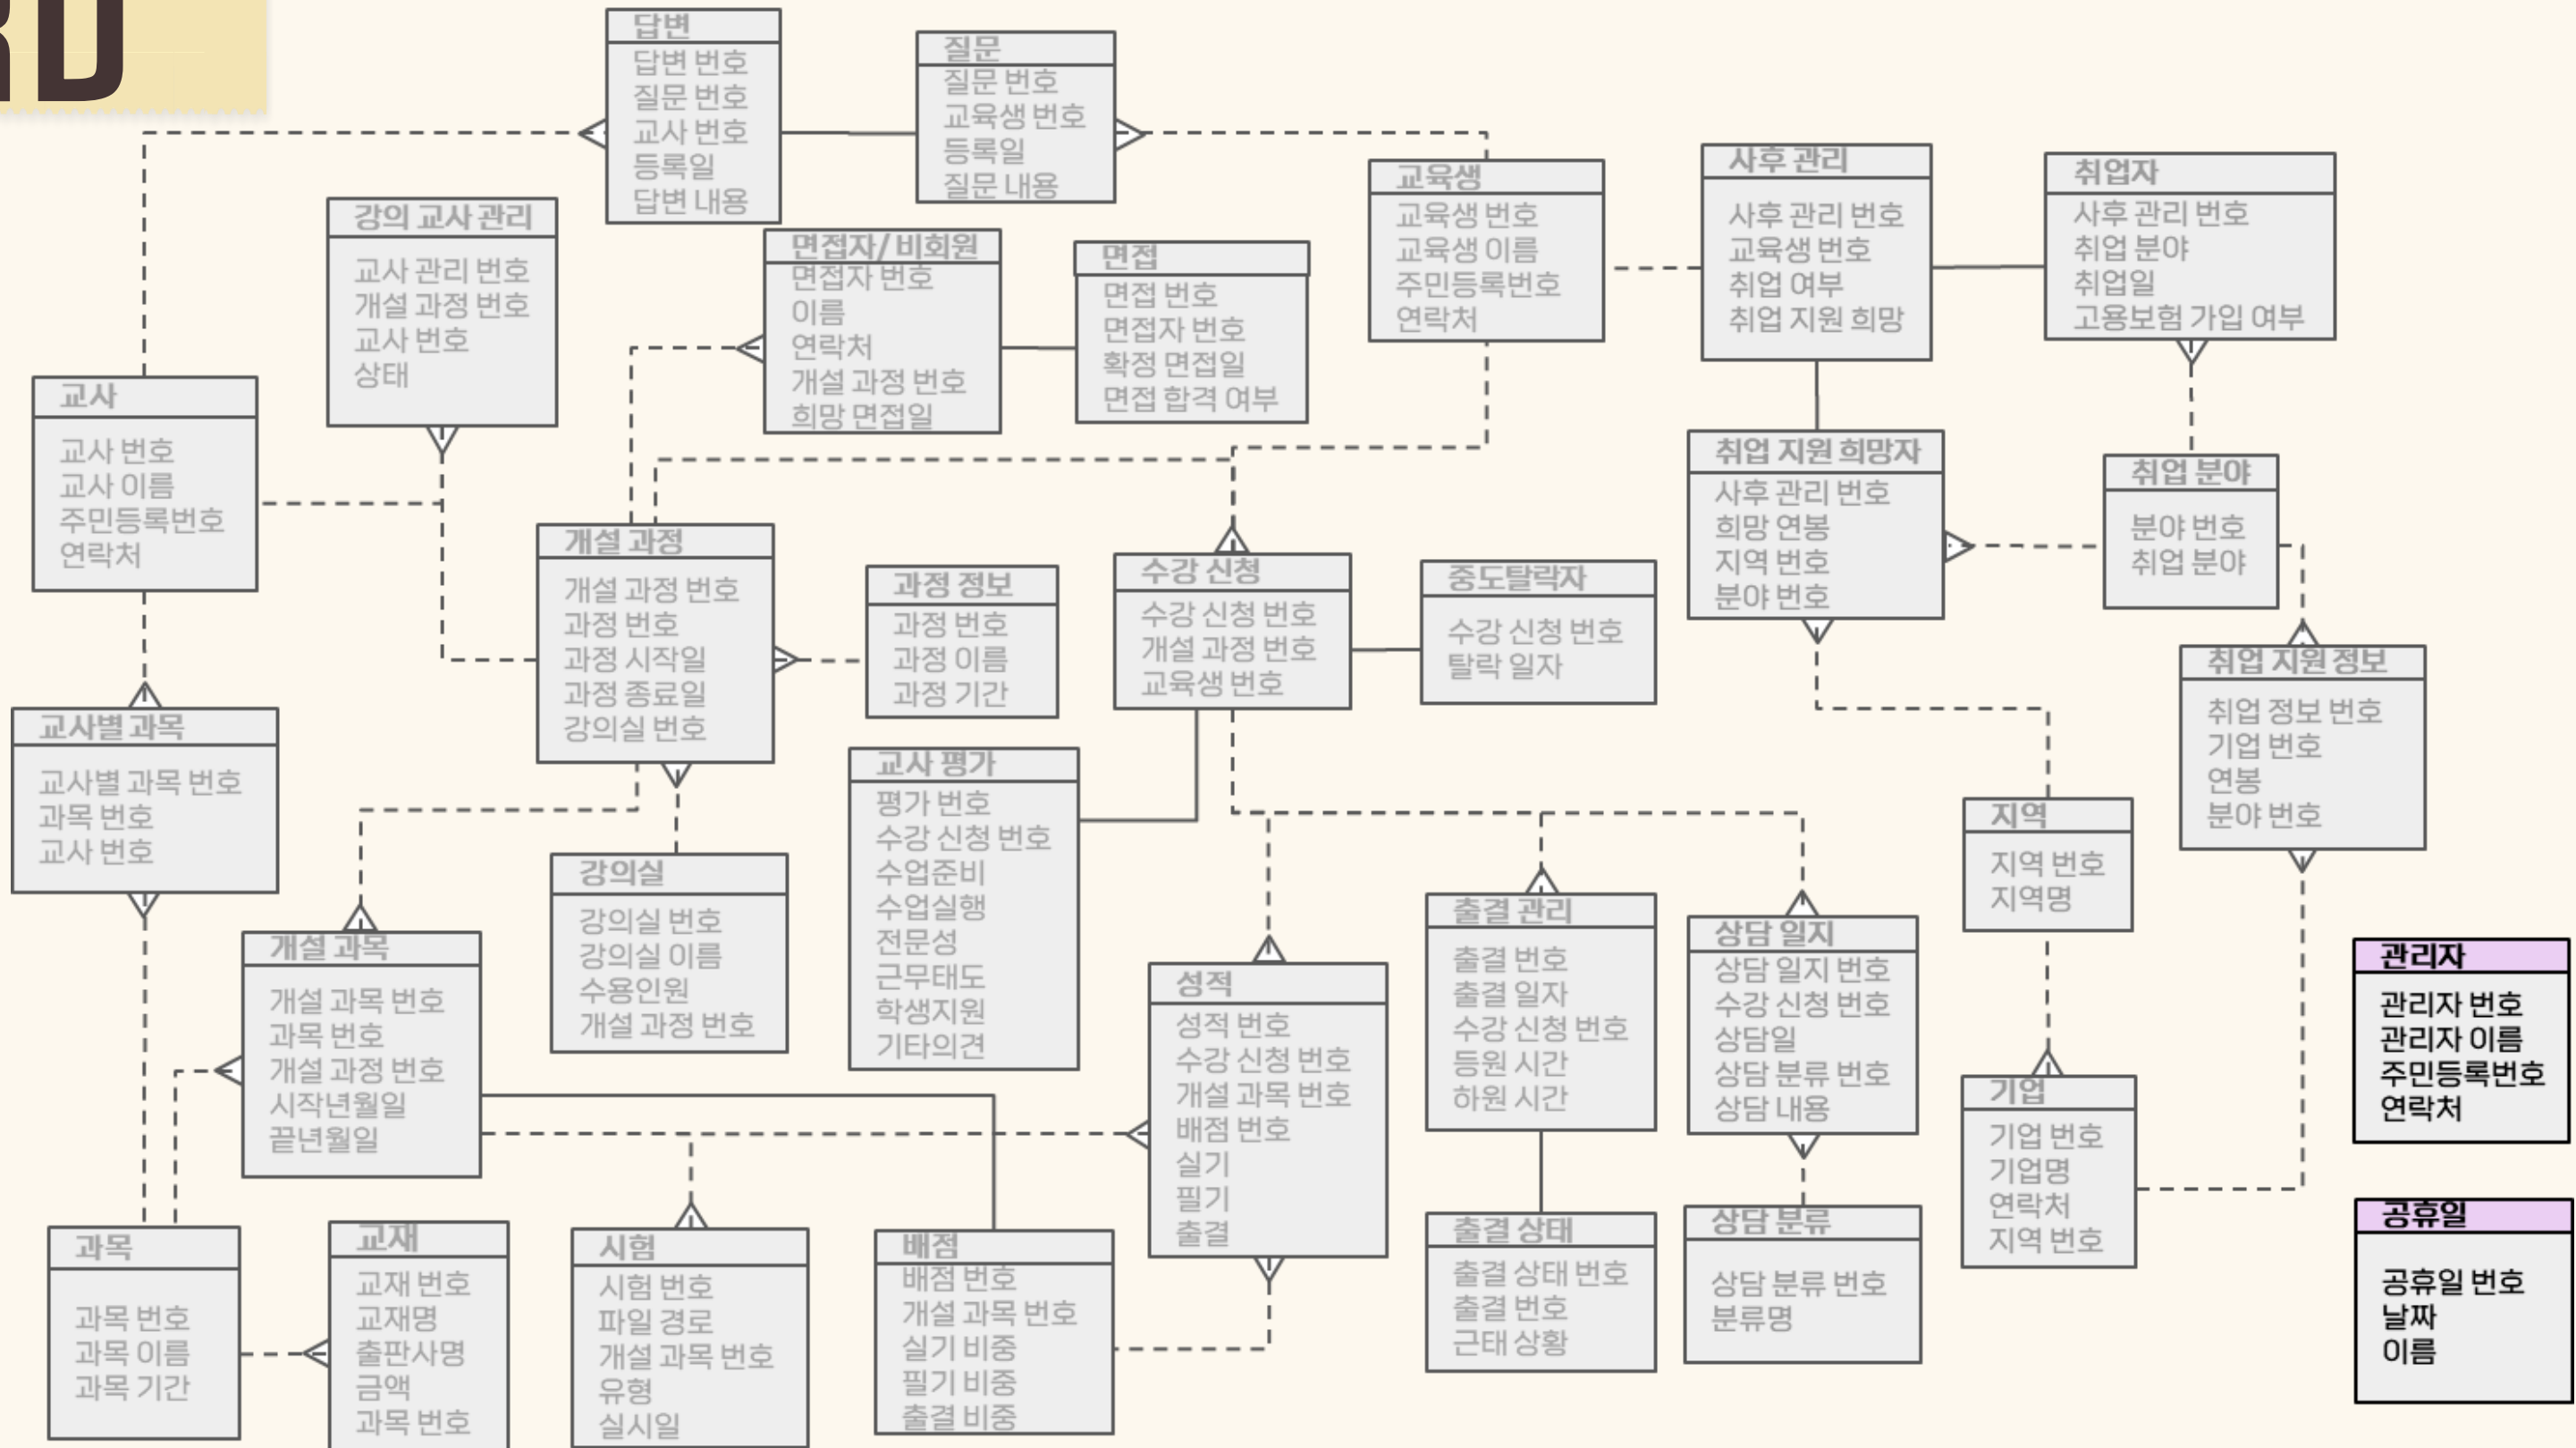 RD
답변
답변 번호
질문 번호
교사 번호
등록일
답변 내용
질문
질문 번호
교육생 번호
등록일
질문 내용
교육생
교육생 번호
교육생 이름
주민등록번호
연락처
사후 관리
사후 관리 번호
교육생 번호
취업 여부
취업 지원 희망
취업자
사후 관리 번호
취업 분야
취업일
고용보험 가입 여부
강의 교사 관리
교사 관리 번호
개설 과정 번호
교사 번호
상태
면접자/ 비회원
면접자 번호
이름
연락처
개설 과정 번호
희망 면접일
면접
면접 번호
면접자 번호
확정 면접일
면접 합격 여부
교사
교사 번호
교사 이름
주민등록번호
연락처
개설 과정
개설 과정 번호
과정 번호
과정 시작일
과정 종료일
강의실 번호
과정 정보
과정 번호
과정 이름
과정 기간
수강 신청
수강 신청 번호
개설 과정 번호
교육생 번호
중도탈락자
수강 신청 번호
탈락 일자
취업 지원 희망자
사후 관리 번호
희망 연봉
지역 번호
분야 번호
취업 분야
분야 번호
취업 분야
취업 지원 정보
취업 정보 번호
기업 번호
연봉
분야 번호
교사별 과목
교사별 과목 번호
과목 번호
교사 번호
강의실
강의실 번호
강의실 이름
수용인원
개설 과정 번호
교사 평가
평가 번호
수강 신청 번호
수업준비
수업실행
전문성
근무태도
학생지원
기타의견
지역
지역 번호
지역명
개설 과목
개설 과목 번호
과목 번호
개설 과정 번호
시작년월일
끝년월일
성적
성적 번호
수강 신청 번호
개설 과목 번호
배점 번호
실기
필기
출결
출결 관리
출결 번호
출결 일자
수강 신청 번호
등원 시간
하원 시간
상담 일지
상담 일지 번호
수강 신청 번호
상담일
상담 분류 번호
상담 내용
기업
기업 번호
기업명
연락처
지역 번호
관리자
관리자 번호
관리자 이름
주민등록번호
연락처
과목
과목 번호
과목 이름
과목 기간
교재
교재 번호
교재명
출판사명
금액
과목 번호
시험
시험 번호
파일 경로
개설 과목 번호
유형
실시일
배점
배점 번호
개설 과목 번호
실기 비중
필기 비중
출결 비중
출결 상태
출결 상태 번호
출결 번호
근태 상황
상담 분류
상담 분류 번호
분류명
공휴일
공휴일 번호
날짜
이름